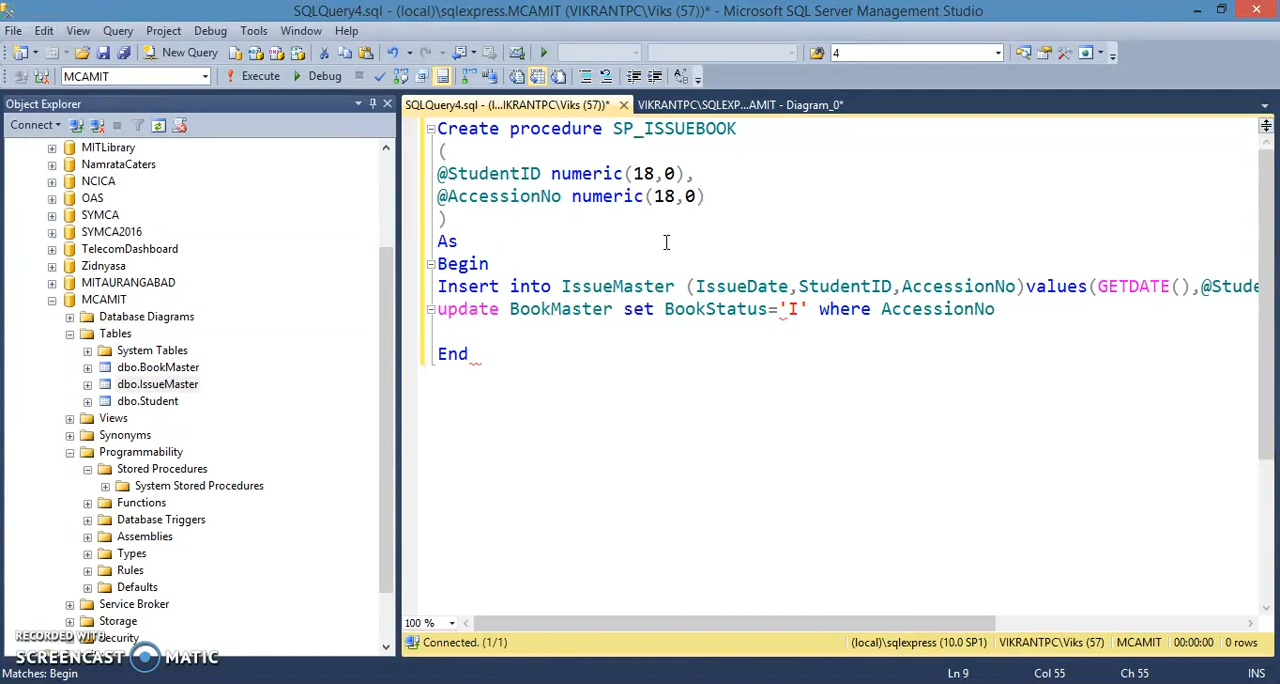 SQLQuery4.sql - (local)\sqlexpress.MCAMIT (VIKRANTPC\Viks (57))* - Microsoft SQL Server Management Studio
File Edit View Query Project Debug Tools Window Help
New Query 4
MCAMIT Execute Debug
Object Explorer
SQLQuery4.sql - (l...IKRANTPC\Viks (57))* VIKRANTPC\SQLEXP...AMIT - Diagram_0*
Connect
MITLibrary
NamrataCaters
NCICA
OAS
SYMCA
SYMCA2016
TelecomDashboard
Zidnyasa
MITAURANGABAD
MCAMIT
Database Diagrams
Tables
System Tables
dbo.BookMaster
dbo.IssueMaster
dbo.Student
Views
Synonyms
Programmability
Stored Procedures
System Stored Procedures
Functions
Database Triggers
Assemblies
Types
Rules
Defaults
Service Broker
Storage
Security
Create procedure SP_ISSUEBOOK
(
@StudentID numeric(18,0),
@AccessionNo numeric(18,0)
)
As
Begin
Insert into IssueMaster (IssueDate,StudentID,AccessionNo)values(GETDATE(),@Stude
update BookMaster set BookStatus='I' where AccessionNo
End
100 %
Connected. (1/1) (local)\sqlexpress (10.0 SP1) VIKRANTPC\Viks (57) MCAMIT 00:00:00 0 rows
RECORDED WITH
SCREENCAST MATIC
Matches: Begin Ln 9 Col 55 Ch 55 INS